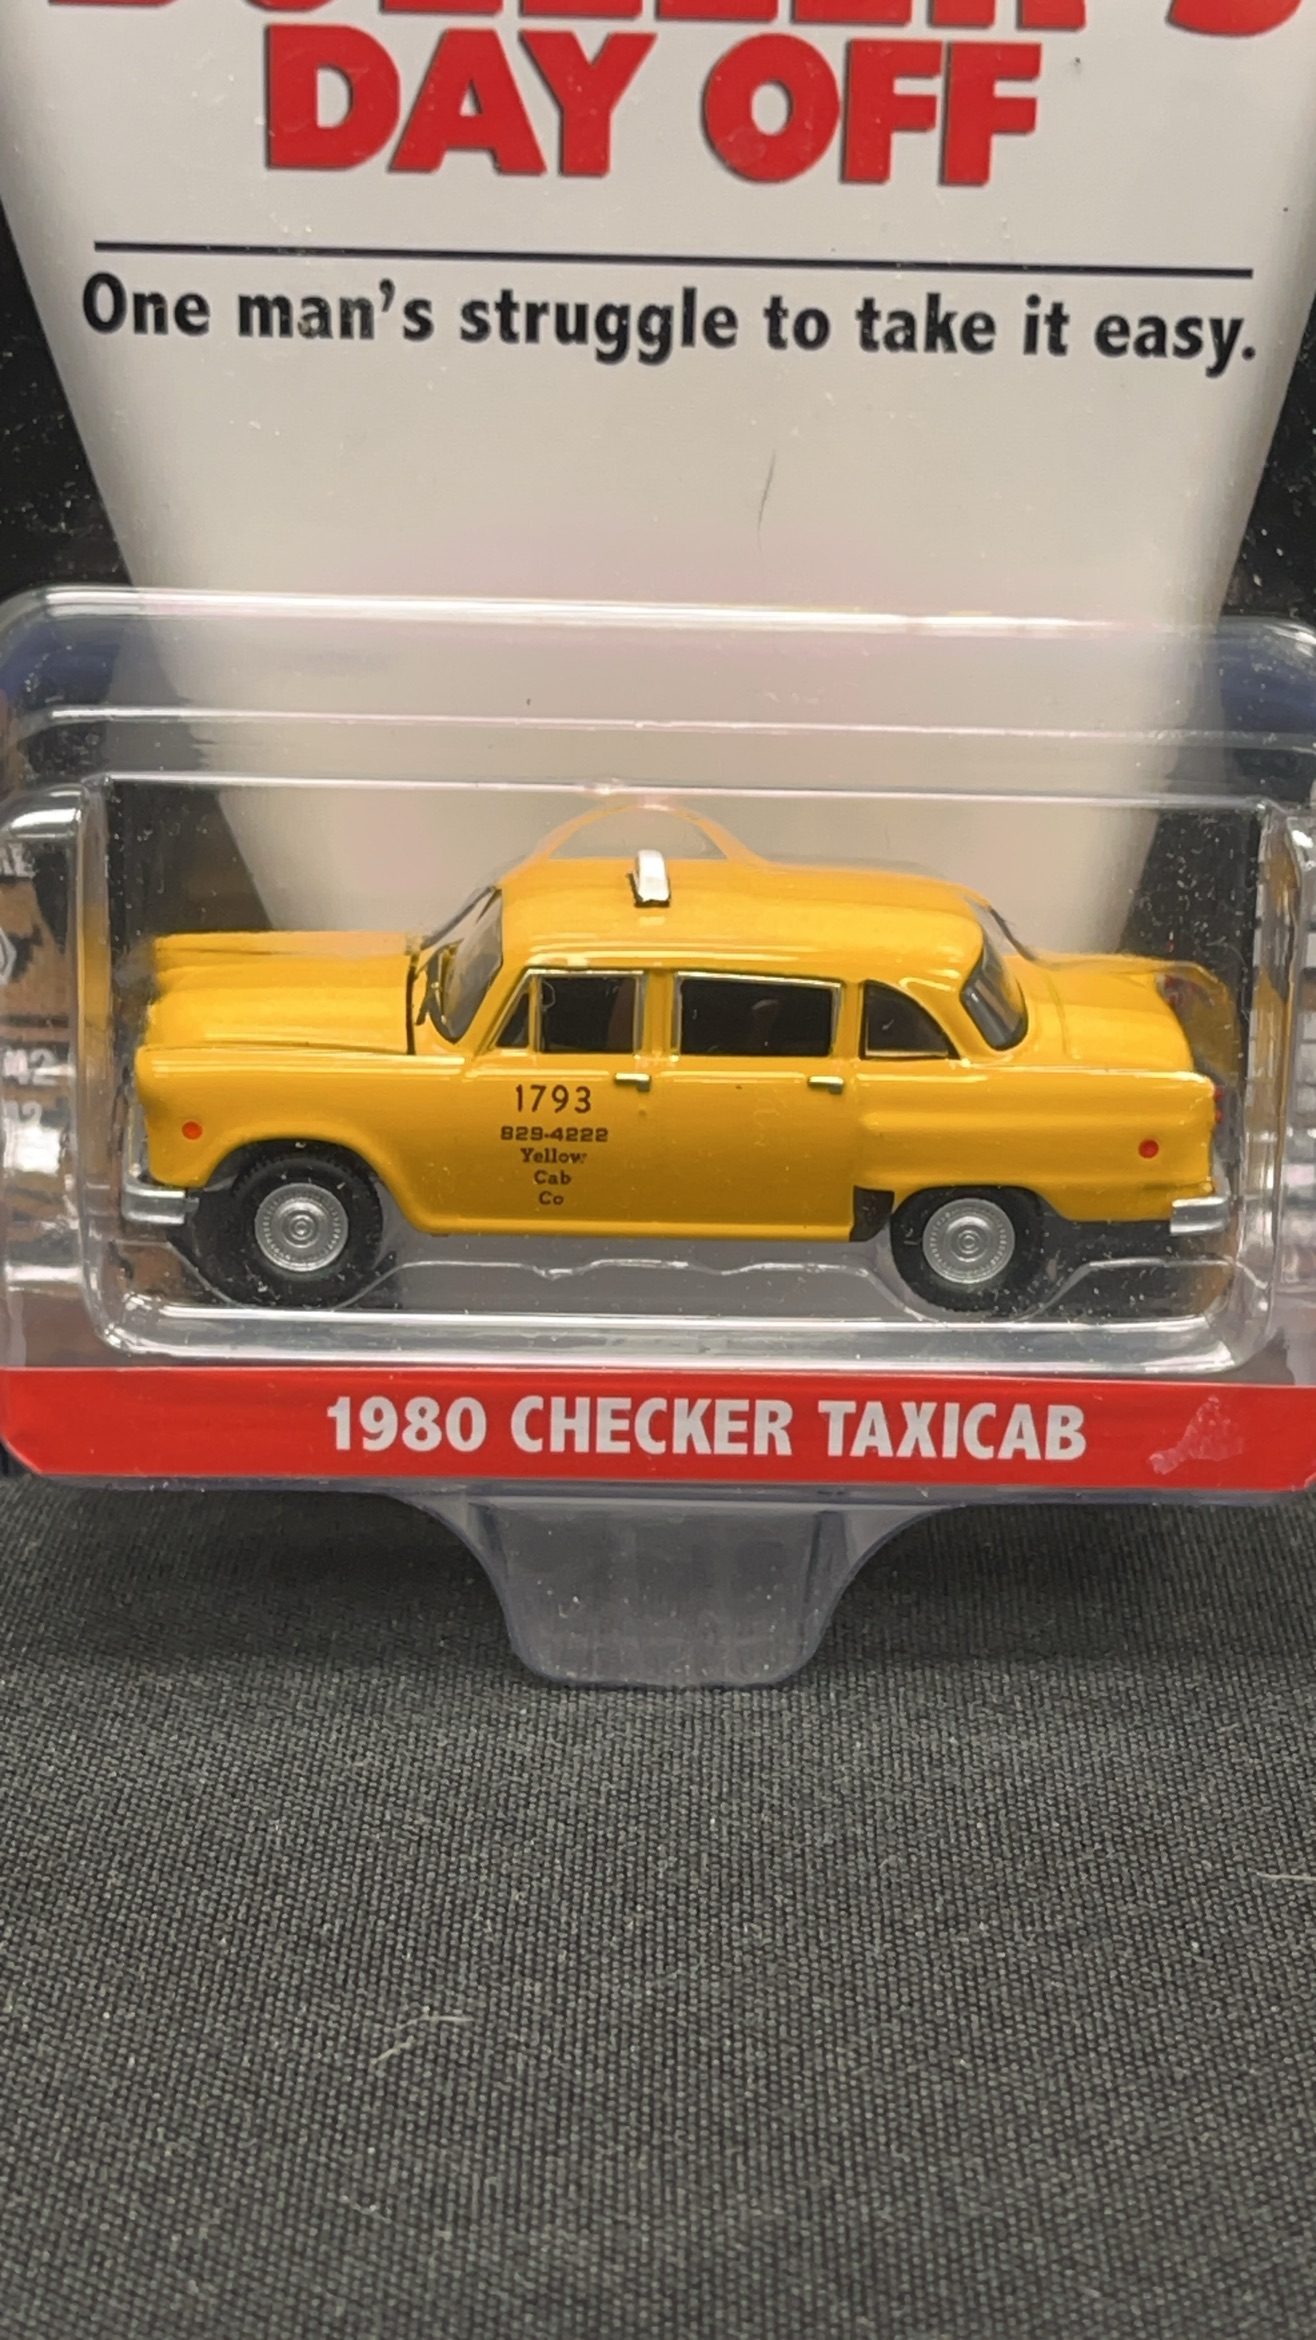 DAY OFF
One man's struggle to take it easy.
1793
829-4222
Yellow
Cab
Co
1980 CHECKER TAXICAB